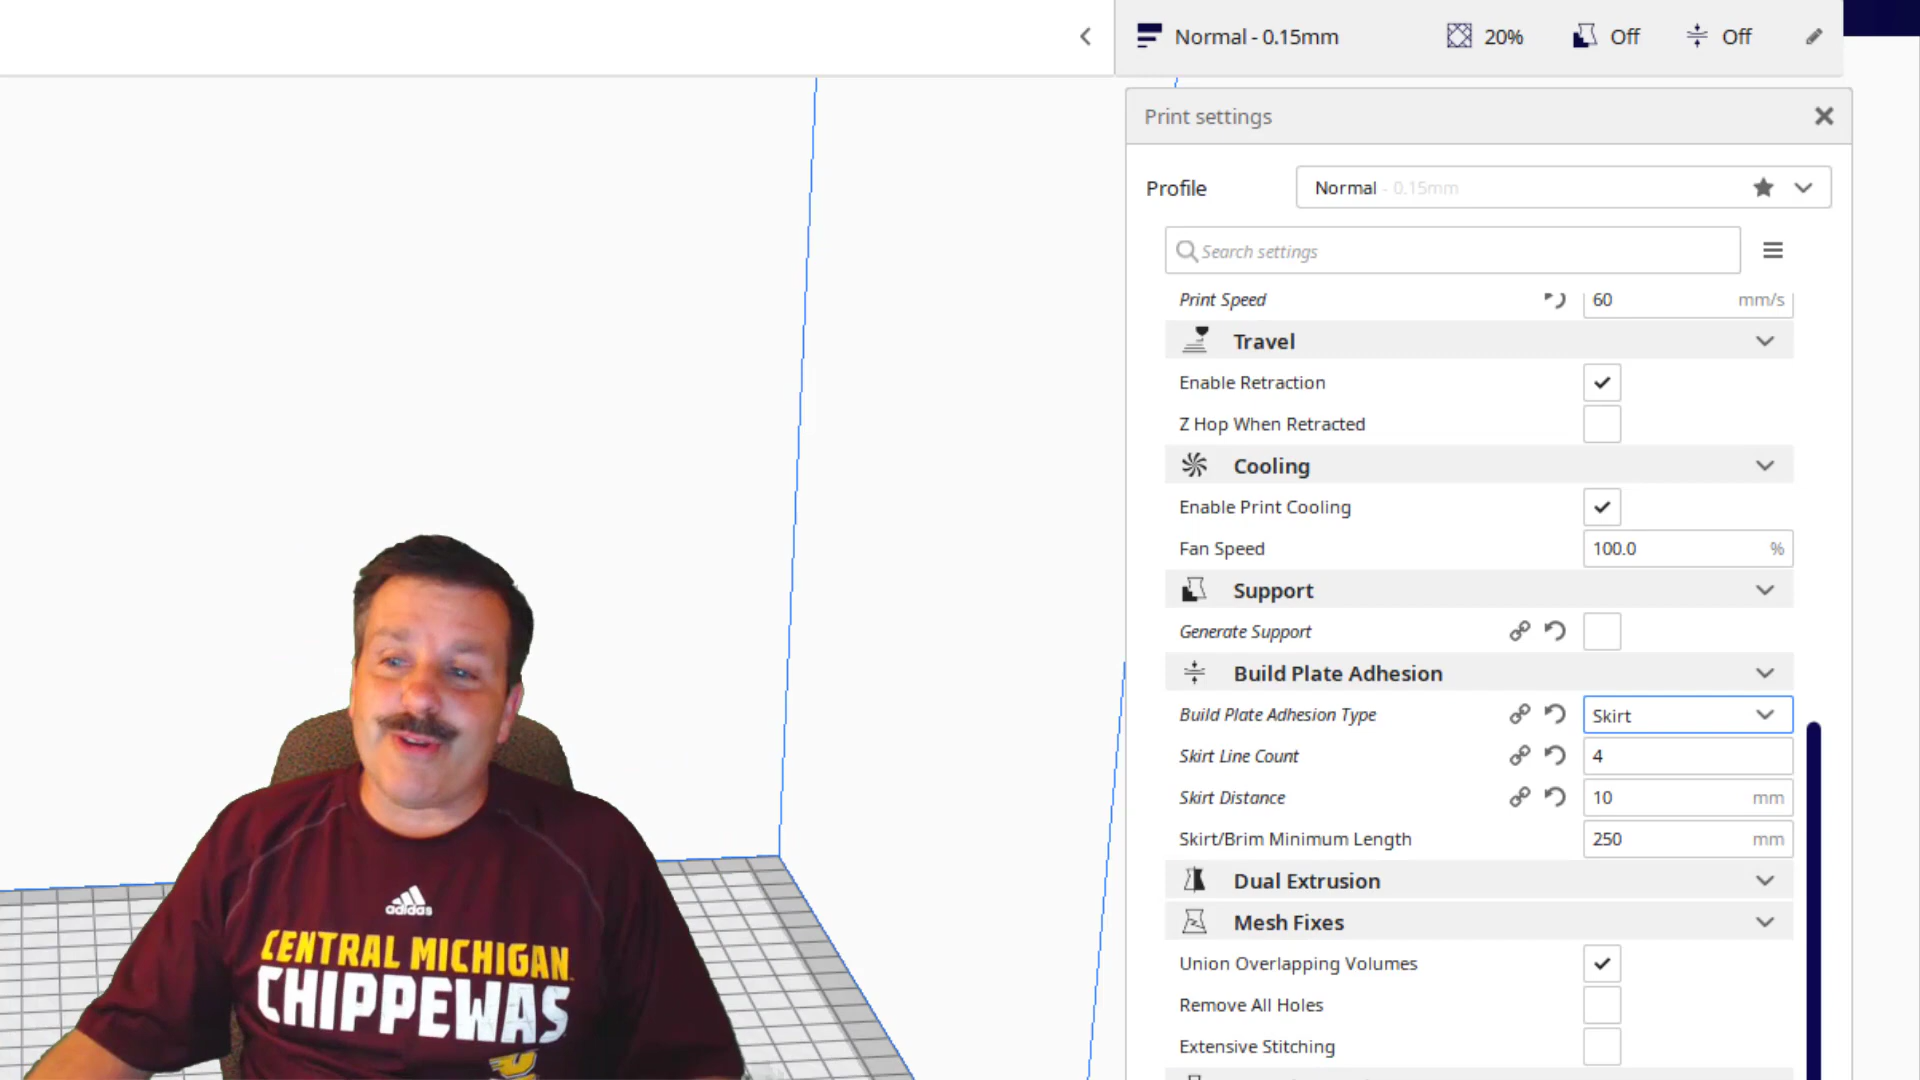 Normal - 0.15mm 20% Off Off
Print settings
Profile Normal - 0.15mm
Search settings
Print Speed 60 mm/s
Travel
Enable Retraction
Z Hop When Retracted
Cooling
Enable Print Cooling
Fan Speed 100.0 %
Support
Generate Support
Build Plate Adhesion
Build Plate Adhesion Type Skirt
Skirt Line Count 4
Skirt Distance 10 mm
Skirt/Brim Minimum Length 250 mm
Dual Extrusion
Mesh Fixes
Union Overlapping Volumes
Remove All Holes
Extensive Stitching
adidas
CENTRAL MICHIGAN
CHIPPEWAS